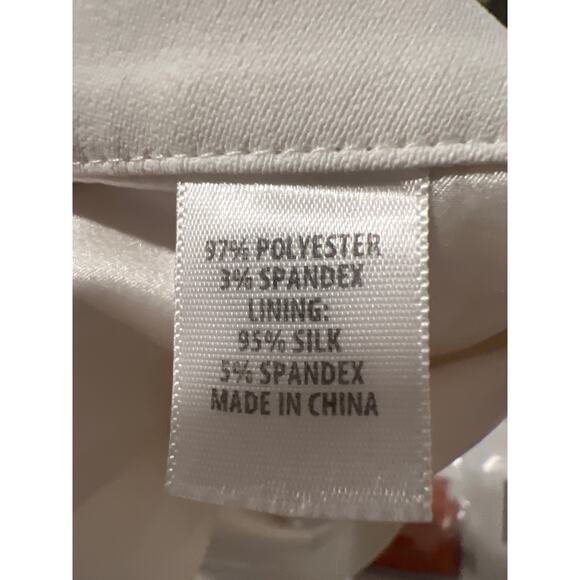 97% POLYESTER
3% SPANDEX
LINING:
95% SILK
5% SPANDEX
MADE IN CHINA